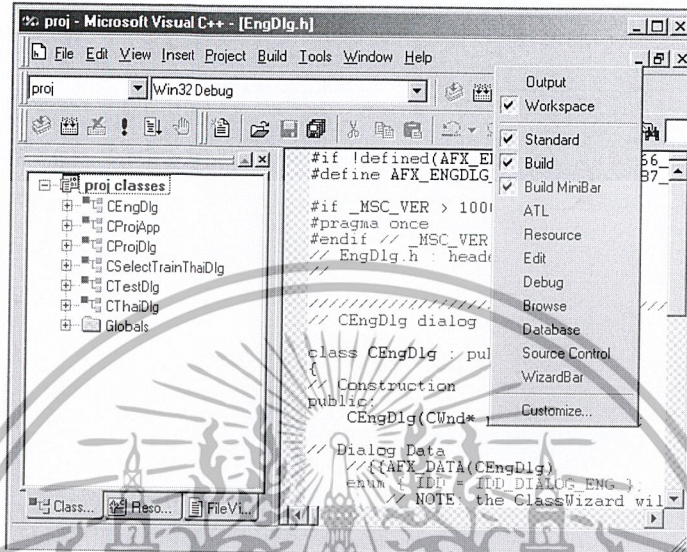 proj - Microsoft Visual C++ - [EngDlg.h]
File Edit View Insert Project Build Tools Window Help
proj
Win32 Debug
proj classes
CEngDlg
CProjApp
CProjDlg
CSelectTrainThaiDlg
CTestDlg
CThaiDlg
Globals
Class...
Reso...
FileVi...
#if !defined(AFX_E 66_
#define AFX_ENGDLG_ 87_
#if _MSC_VER > 100
#pragma once
#endif // _MSC_VER
// EngDlg.h : heade
//
////////////////////
// CEngDlg dialog
class CEngDlg : pu
{
// Construction
public:
CEngDlg(CWnd*
// Dialog Data
//{{AFX_DATA(CEngDlg)
enum { IDD = IDD_DIALOG_ENG };
// NOTE: the ClassWizard wil
Output
Workspace
Standard
Build
Build MiniBar
ATL
Resource
Edit
Debug
Browse
Database
Source Control
WizardBar
Customize...